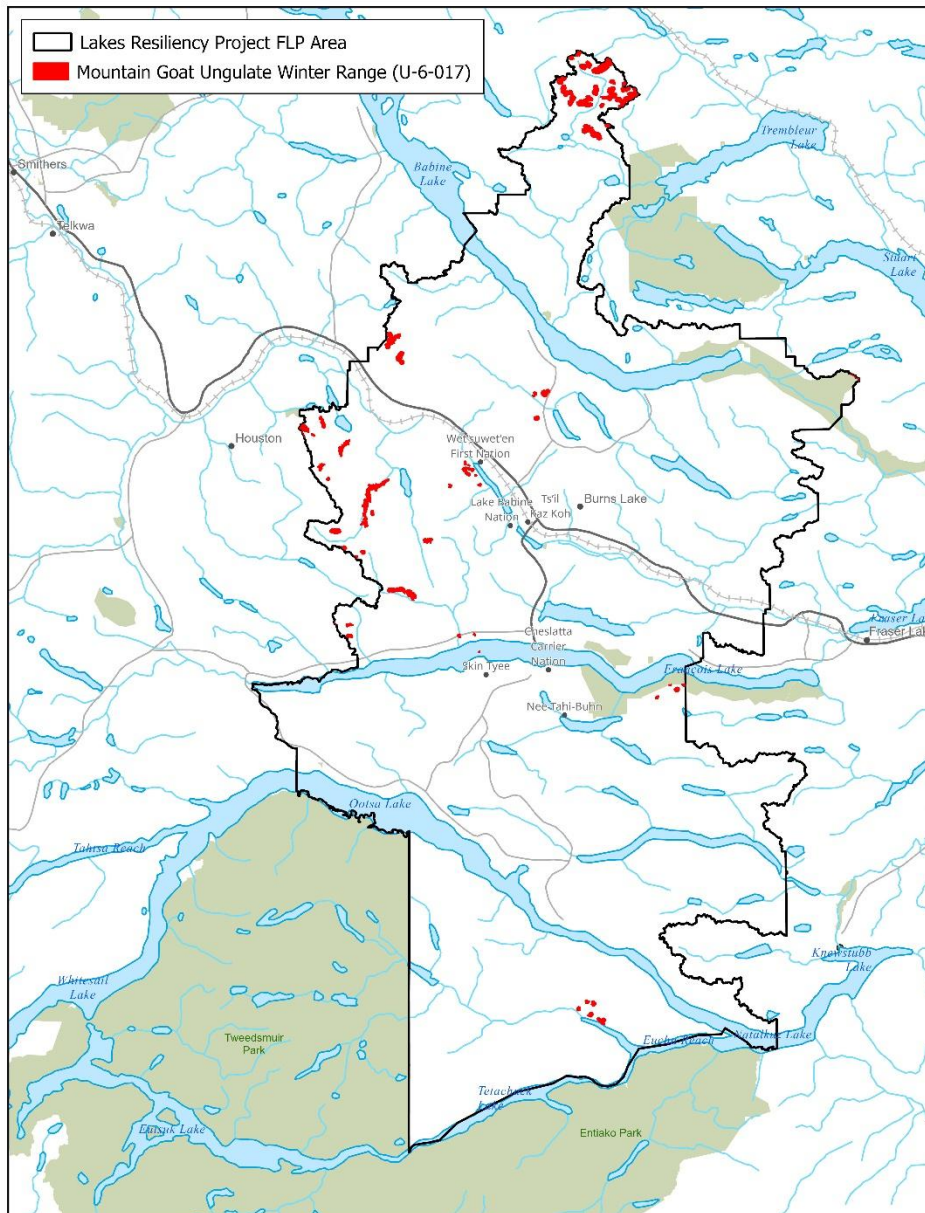 Lakes Resiliency Project FLP Area
Mountain Goat Ungulate Winter Range (U-6-017)
Trembleur
Lake
Smithers
Babine
Lake
Telkwa
Stuart
Lake
Houston
Wet'suwet'en
First Nation
Lake Babine
Nation
Ts'il
Kaz Koh
Burns Lake
Fraser Lake
Fraser Lake
Cheslatta
Carrier
Nation
Skin Tyee
François Lake
Nee-Tahi-Buhn
Ootsa Lake
Tahtsa Reach
Knewstubb
Lake
Whitesail
Lake
Tweedsmuir
Park
Euchu Reach
Natalkuz Lake
Tetachuck
Lake
Eutsuk Lake
Entiako Park